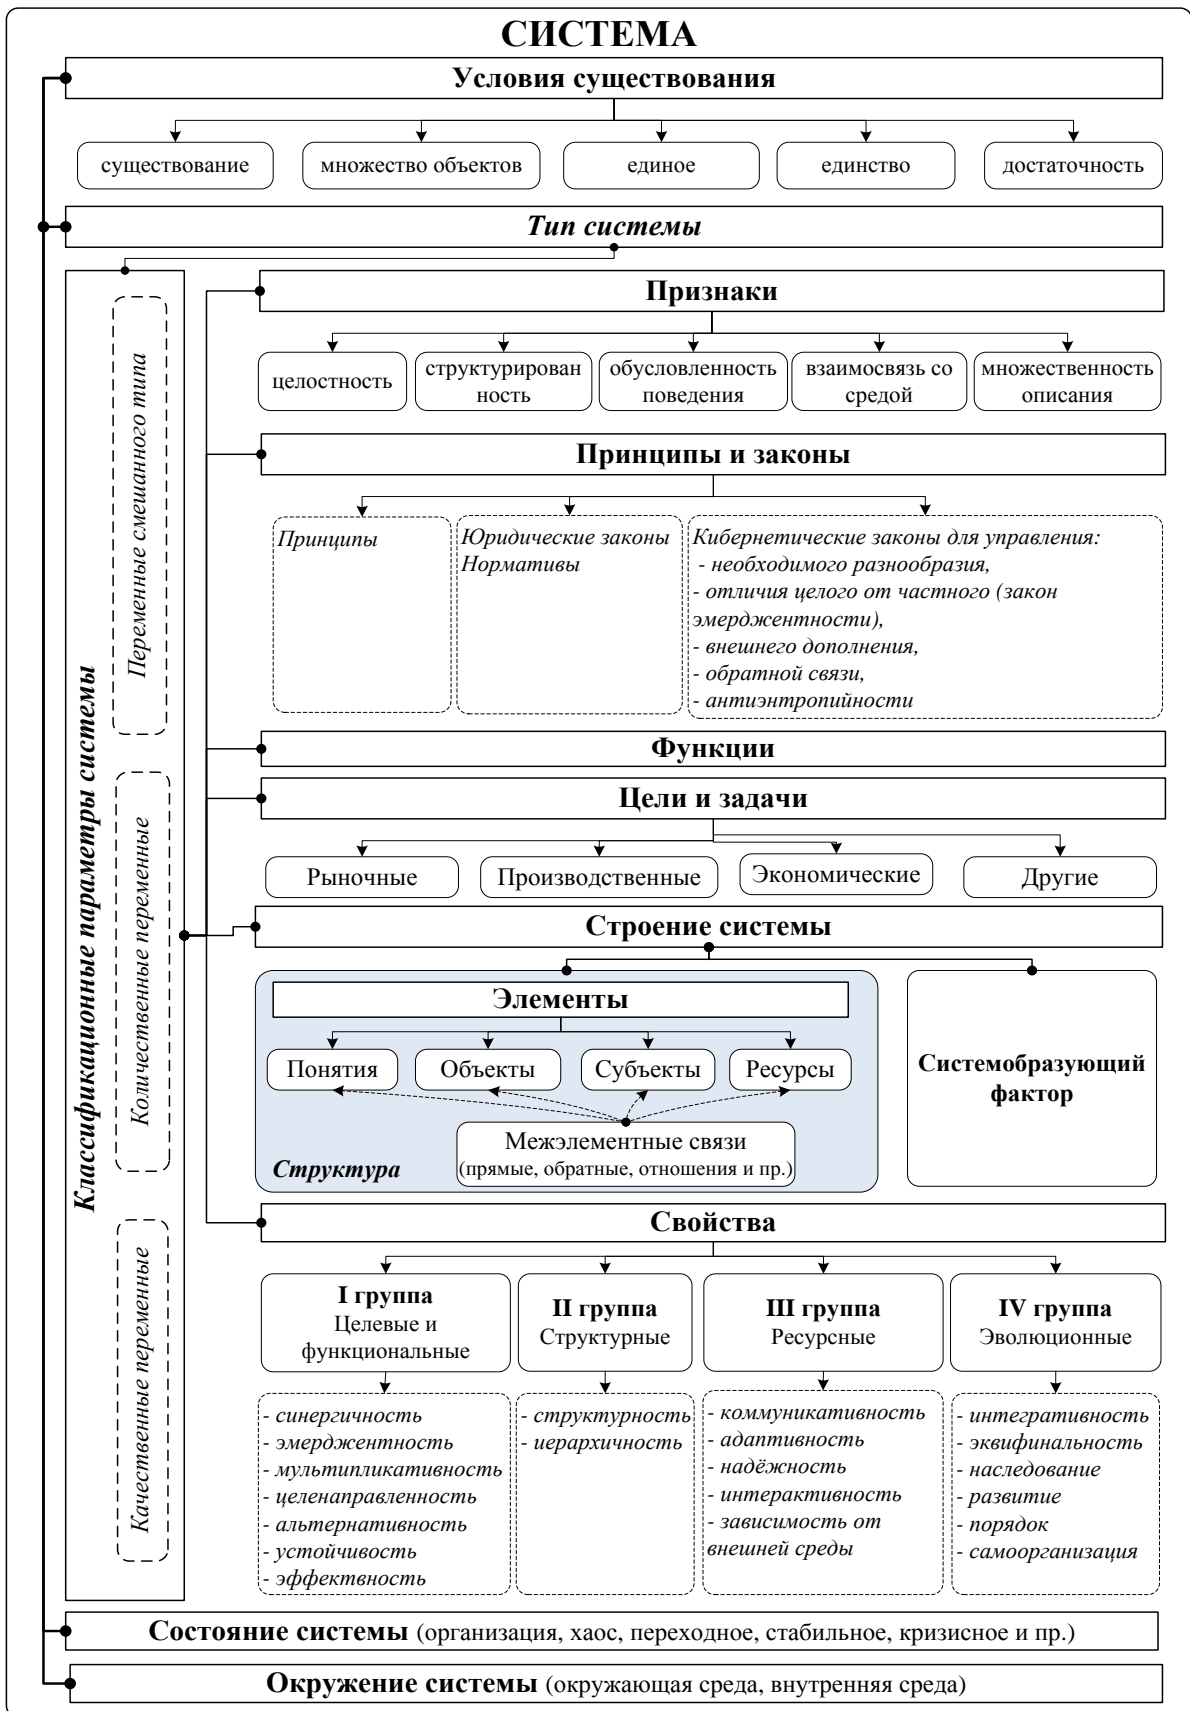 СИСТЕМА
Условия существования
существование
множество объектов
единое
единство
достаточность
Тип системы
Классификационные параметры системы
Переменные смешанного типа
Количественные переменные
Качественные переменные
Признаки
целостность
структурирован
ность
обусловленность
поведения
взаимосвязь со
средой
множественность
описания
Принципы и законы
Принципы
Юридические законы
Нормативы
Кибернетические законы для управления:
- необходимого разнообразия,
- отличия целого от частного (закон
эмерджентности),
- внешнего дополнения,
- обратной связи,
- антиэнтропийности
Функции
Цели и задачи
Рыночные
Производственные
Экономические
Другие
Строение системы
Элементы
Понятия
Объекты
Субъекты
Ресурсы
Межэлементные связи
(прямые, обратные, отношения и пр.)
Структура
Системобразующий
фактор
Свойства
I группа
Целевые и
функциональные
II группа
Структурные
III группа
Ресурсные
IV группа
Эволюционные
- синергичность
- эмерджентность
- мультипликативность
- целенаправленность
- альтернативность
- устойчивость
- эффектвность
- структурность
- иерархичность
- коммуникативность
- адаптивность
- надёжность
- интерактивность
- зависимость от
внешней среды
- интегративность
- эквифинальность
- наследование
- развитие
- порядок
- самоорганизация
Состояние системы (организация, хаос, переходное, стабильное, кризисное и пр.)
Окружение системы (окружающая среда, внутренняя среда)